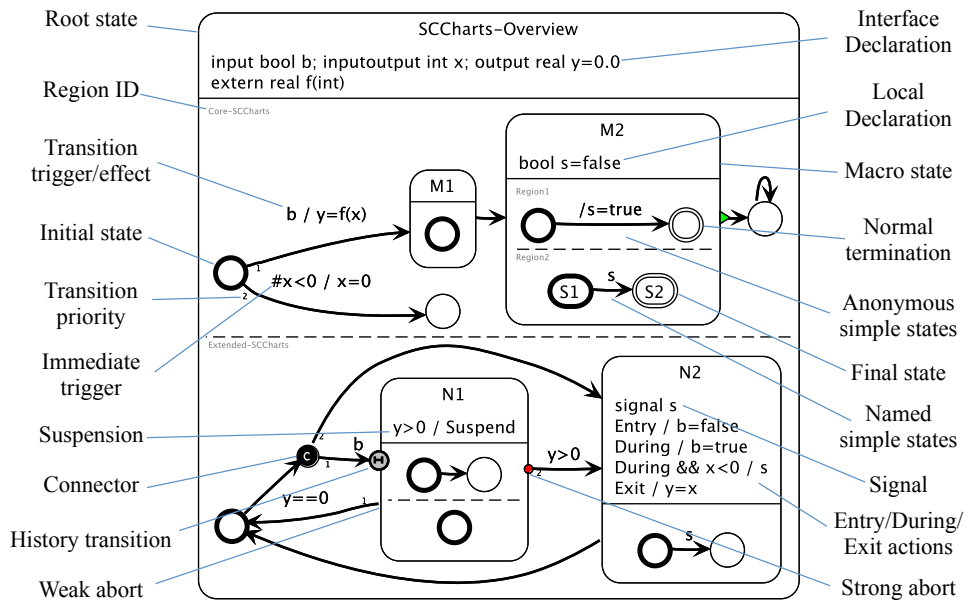 Root state
Region ID
Transition
trigger/effect
Initial state
Transition
priority
Immediate
trigger
Suspension
Connector
History transition
Weak abort
SCCharts-Overview
input bool b; inputoutput int x; output real y=0.0
extern real f(int)
Core-SCCharts
b / y=f(x)
1
#x<0 / x=0
2
M1
M2
bool s=false
Region1
/s=true
Region2
S1
s
S2
Extended-SCCharts
2
C
1
b
H
N1
y>0 / Suspend
y==0
1
y>0
2
N2
signal s
Entry / b=false
During / b=true
During && x<0 / s
Exit / y=x
s
Interface
Declaration
Local
Declaration
Macro state
Normal
termination
Anonymous
simple states
Final state
Named
simple states
Signal
Entry/During/
Exit actions
Strong abort